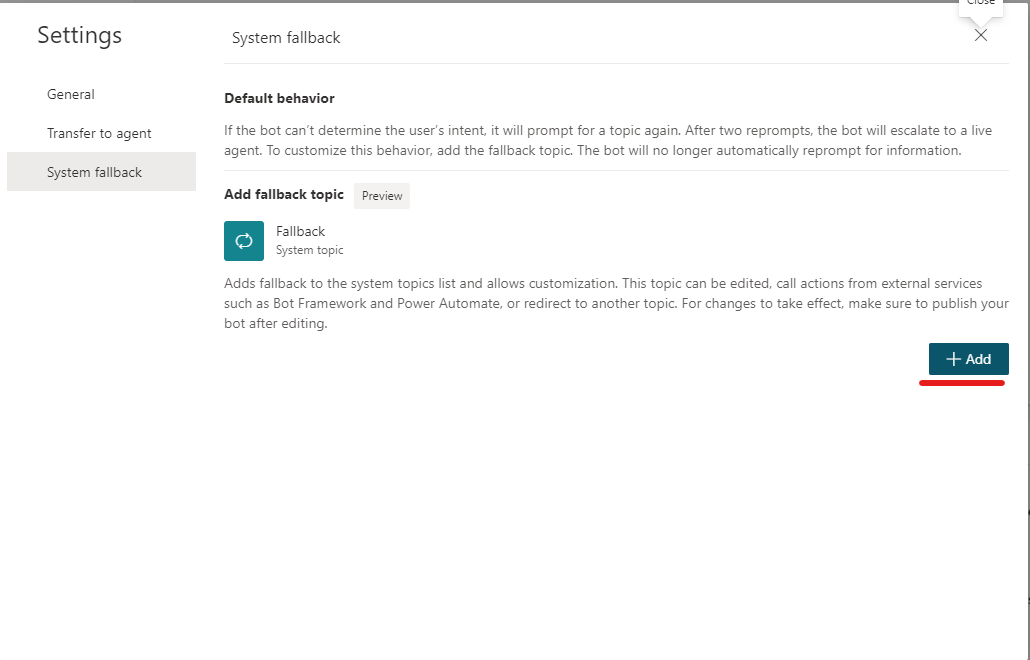 Close
Settings
System fallback
General
Transfer to agent
System fallback
Default behavior
If the bot can't determine the user's intent, it will prompt for a topic again. After two reprompts, the bot will escalate to a live
agent. To customize this behavior, add the fallback topic. The bot will no longer automatically reprompt for information.
Add fallback topic Preview
Fallback
System topic
Adds fallback to the system topics list and allows customization. This topic can be edited, call actions from external services
such as Bot Framework and Power Automate, or redirect to another topic. For changes to take effect, make sure to publish your
bot after editing.
Add